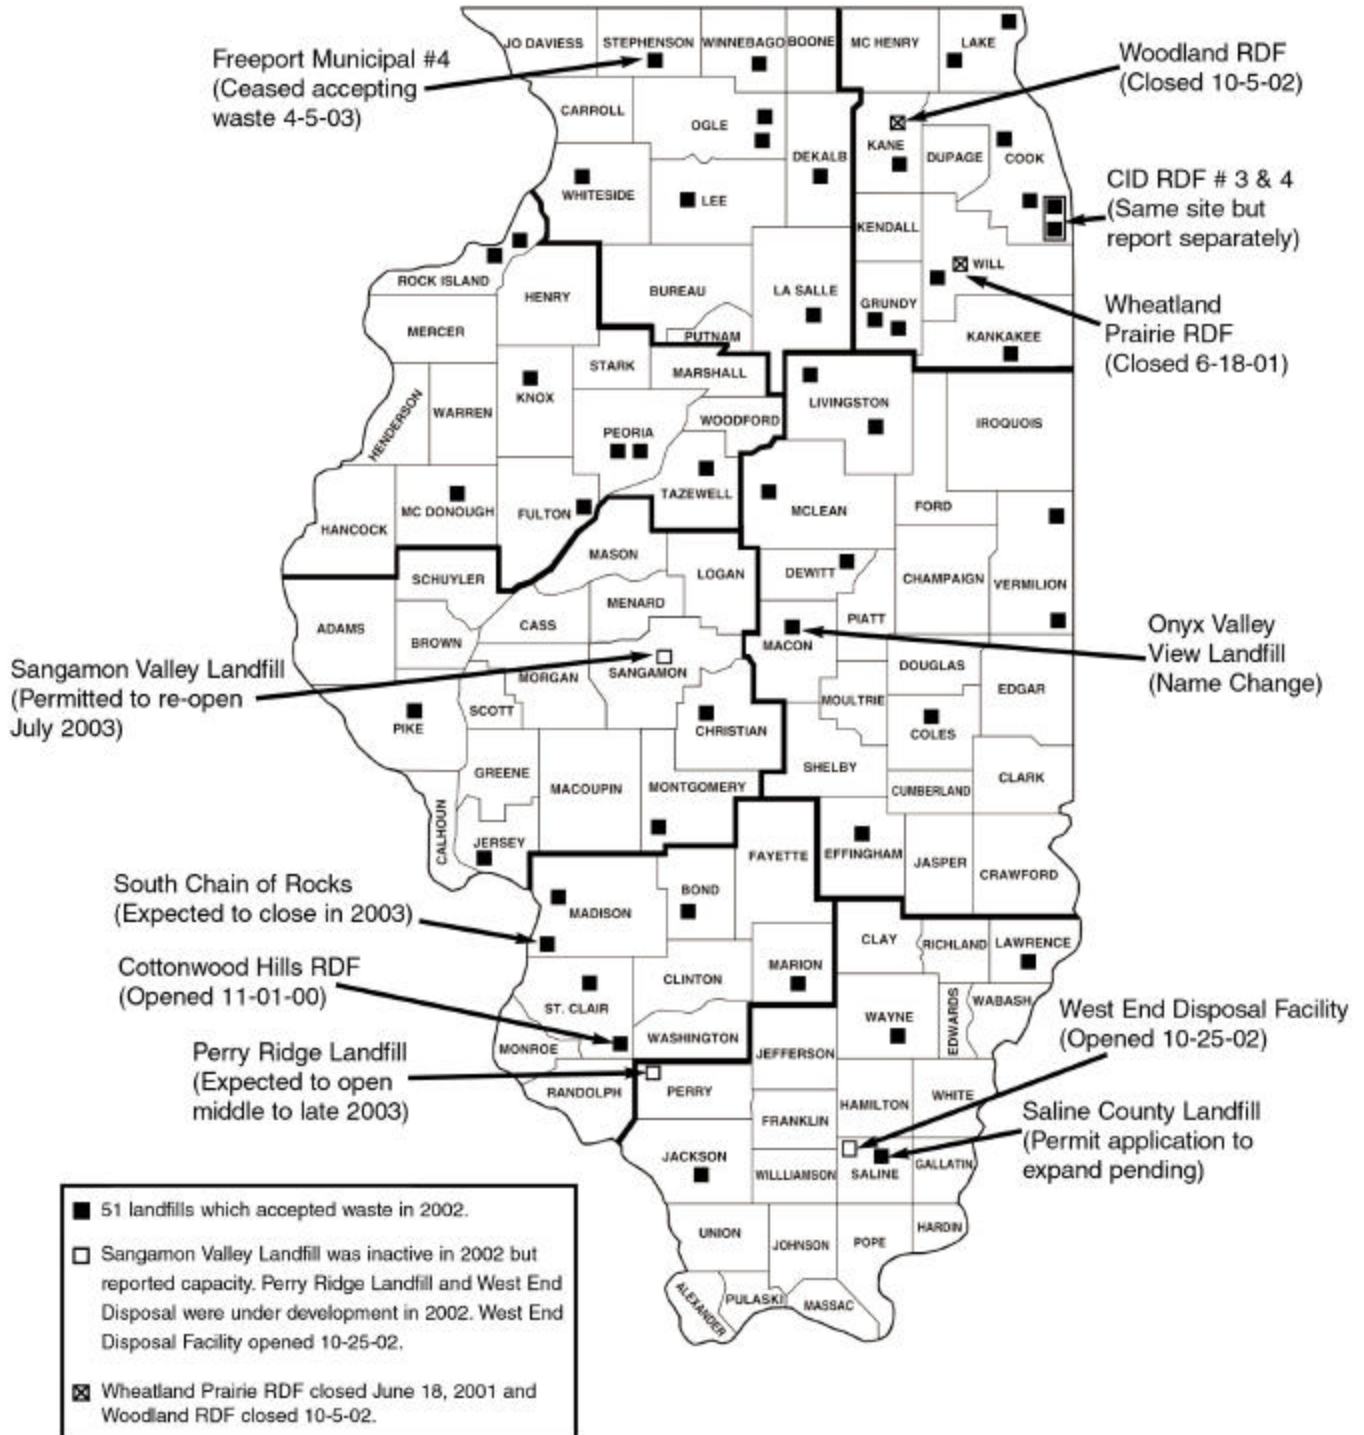 JO DAVIESS
STEPHENSON
WINNEBAGO
BOONE
MC HENRY
LAKE
Freeport Municipal #4
(Ceased accepting
waste 4-5-03)
Woodland RDF
(Closed 10-5-02)
CARROLL
OGLE
DEKALB
KANE
DUPAGE
COOK
WHITESIDE
LEE
CID RDF # 3 & 4
(Same site but
report separately)
KENDALL
WILL
ROCK ISLAND
HENRY
BUREAU
LA SALLE
GRUNDY
MERCER
PUTNAM
KANKAKEE
Wheatland
Prairie RDF
(Closed 6-18-01)
STARK
MARSHALL
KNOX
HENDERSON
WARREN
LIVINGSTON
WOODFORD
IROQUOIS
PEORIA
TAZEWELL
MC DONOUGH
FULTON
MCLEAN
FORD
HANCOCK
MASON
LOGAN
DEWITT
CHAMPAIGN
VERMILION
SCHUYLER
MENARD
PIATT
ADAMS
BROWN
CASS
MACON
Onyx Valley
View Landfill
(Name Change)
Sangamon Valley Landfill
(Permitted to re-open
July 2003)
MORGAN
SANGAMON
DOUGLAS
EDGAR
SCOTT
MOULTRIE
PIKE
CHRISTIAN
COLES
GREENE
MACOUPIN
MONTGOMERY
SHELBY
CUMBERLAND
CLARK
CALHOUN
JERSEY
FAYETTE
EFFINGHAM
JASPER
CRAWFORD
South Chain of Rocks
(Expected to close in 2003)
MADISON
BOND
CLAY
RICHLAND
LAWRENCE
Cottonwood Hills RDF
(Opened 11-01-00)
CLINTON
MARION
ST. CLAIR
WAYNE
EDWARDS
WABASH
West End Disposal Facility
(Opened 10-25-02)
WASHINGTON
MONROE
JEFFERSON
Perry Ridge Landfill
(Expected to open
middle to late 2003)
RANDOLPH
PERRY
HAMILTON
WHITE
FRANKLIN
Saline County Landfill
(Permit application to
expand pending)
JACKSON
WILLLIAMSON
SALINE
GALLATIN
UNION
JOHNSON
POPE
HARDIN
ALEXANDER
PULASKI
MASSAC
51 landfills which accepted waste in 2002.
Sangamon Valley Landfill was inactive in 2002 but
reported capacity. Perry Ridge Landfill and West End
Disposal were under development in 2002. West End
Disposal Facility opened 10-25-02.
Wheatland Prairie RDF closed June 18, 2001 and
Woodland RDF closed 10-5-02.